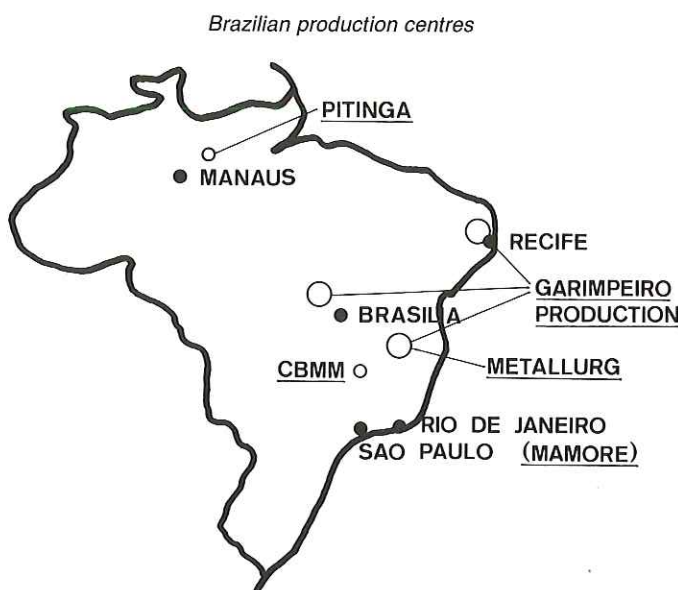 Brazilian production centres
PITINGA
MANAUS
RECIFE
GARIMPEIRO
PRODUCTION
BRASILIA
CBMM
METALLURG
RIO DE JANEIRO
SAO PAULO (MAMORE)